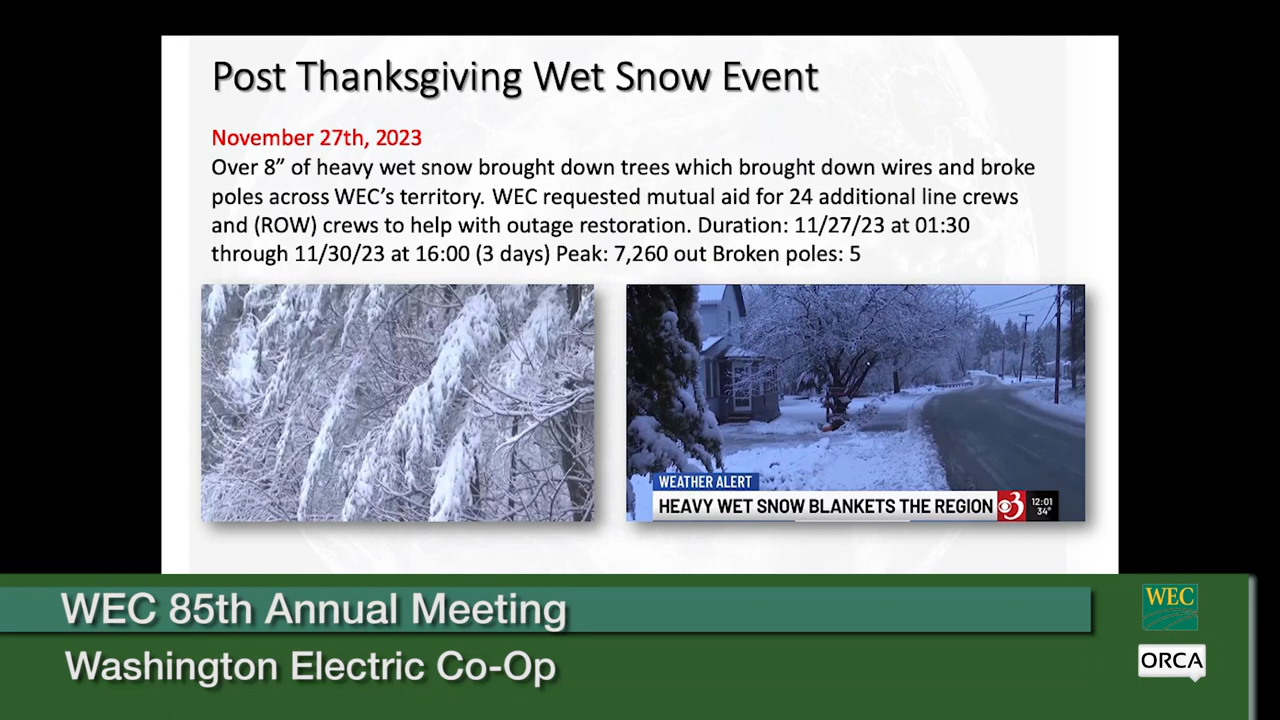 Post Thanksgiving Wet Snow Event
November 27th, 2023
Over 8” of heavy wet snow brought down trees which brought down wires and broke
poles across WEC’s territory. WEC requested mutual aid for 24 additional line crews
and (ROW) crews to help with outage restoration. Duration: 11/27/23 at 01:30
through 11/30/23 at 16:00 (3 days) Peak: 7,260 out Broken poles: 5
WEATHER ALERT
HEAVY WET SNOW BLANKETS THE REGION
3
12:01
34°
WEC 85th Annual Meeting
Washington Electric Co-Op
WEC
ORCA